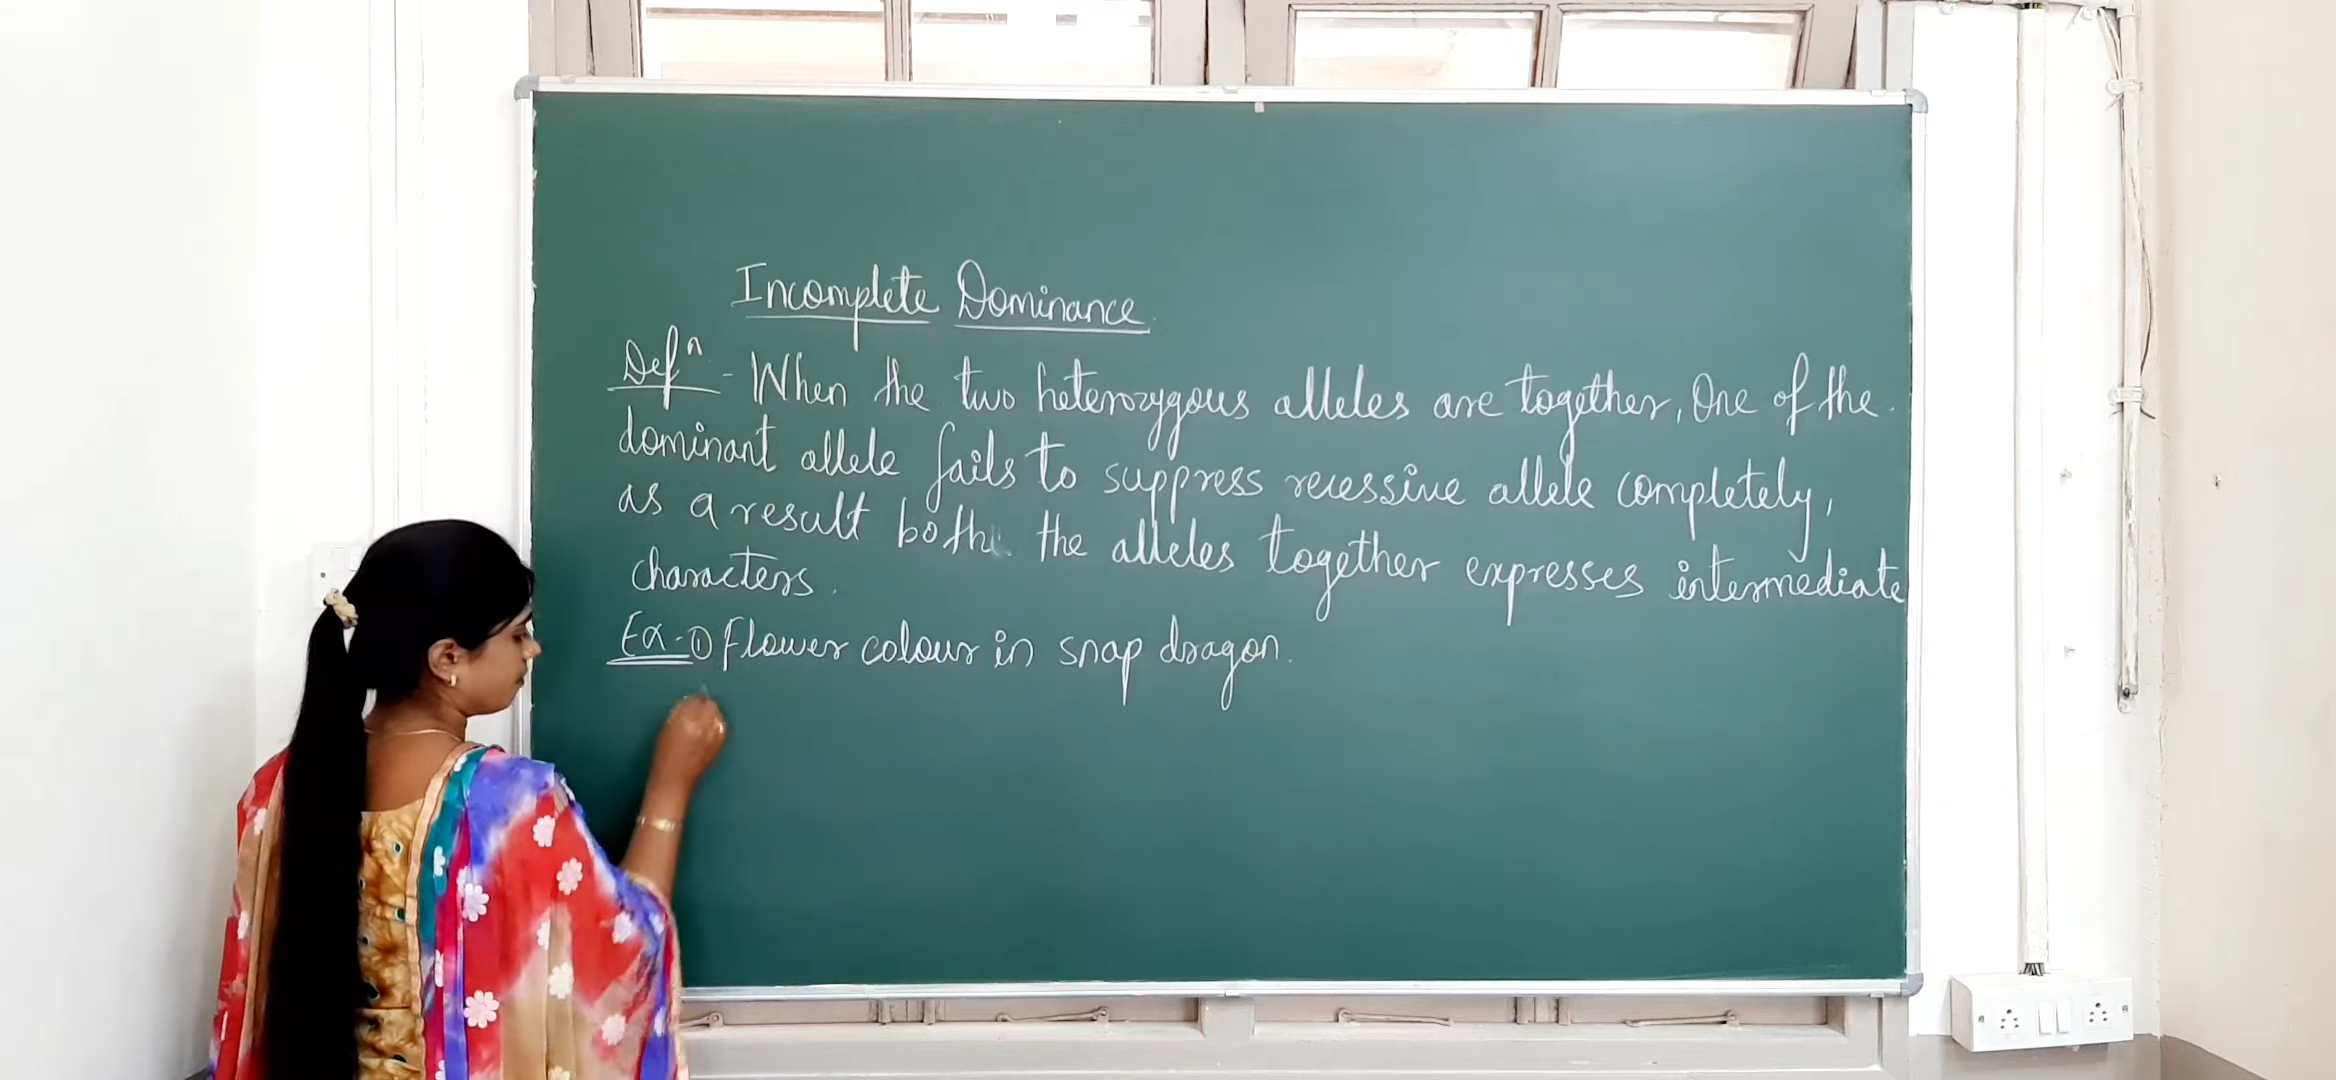 Incomplete Dominance.
Defⁿ - When the two heterozygous alleles are together, One of the
dominant allele fails to suppress recessive allele completely,
as a result both the alleles together expresses intermediate
characters.
Ex-① Flower colour in snap dragon.